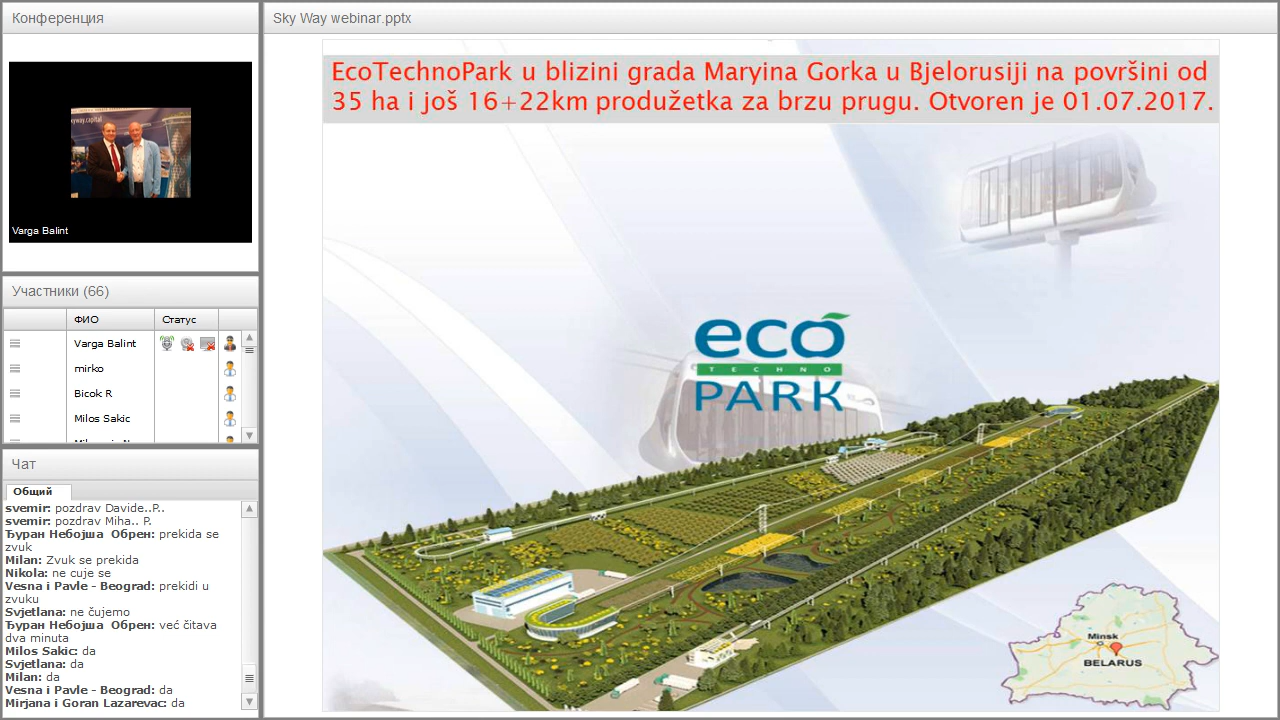 Конференция
Varga Balint
Участники (66)
ФИО
Статус
Varga Balint
mirko
Bicok R
Milos Sakic
Чат
Общий
svemir: pozdrav Davide..P..
svemir: pozdrav Miha.. P.
Ђуран Небојша Обрен: prekida se
zvuk
Milan: Zvuk se prekida
Nikola: ne cuje se
Vesna i Pavle - Beograd: prekidi u
zvuku
Svjetlana: ne čujemo
Ђуран Небојша Обрен: već čitava
dva minuta
Milos Sakic: da
Svjetlana: da
Milan: da
Vesna i Pavle - Beograd: da
Mirjana i Goran Lazarevac: da
Sky Way webinar.pptx
EcoTechnoPark u blizini grada Maryina Gorka u Bjelorusiji na površini od
35 ha i još 16+22km produžetka za brzu prugu. Otvoren je 01.07.2017.
eco
TECHNO
PARK
Minsk
BELARUS